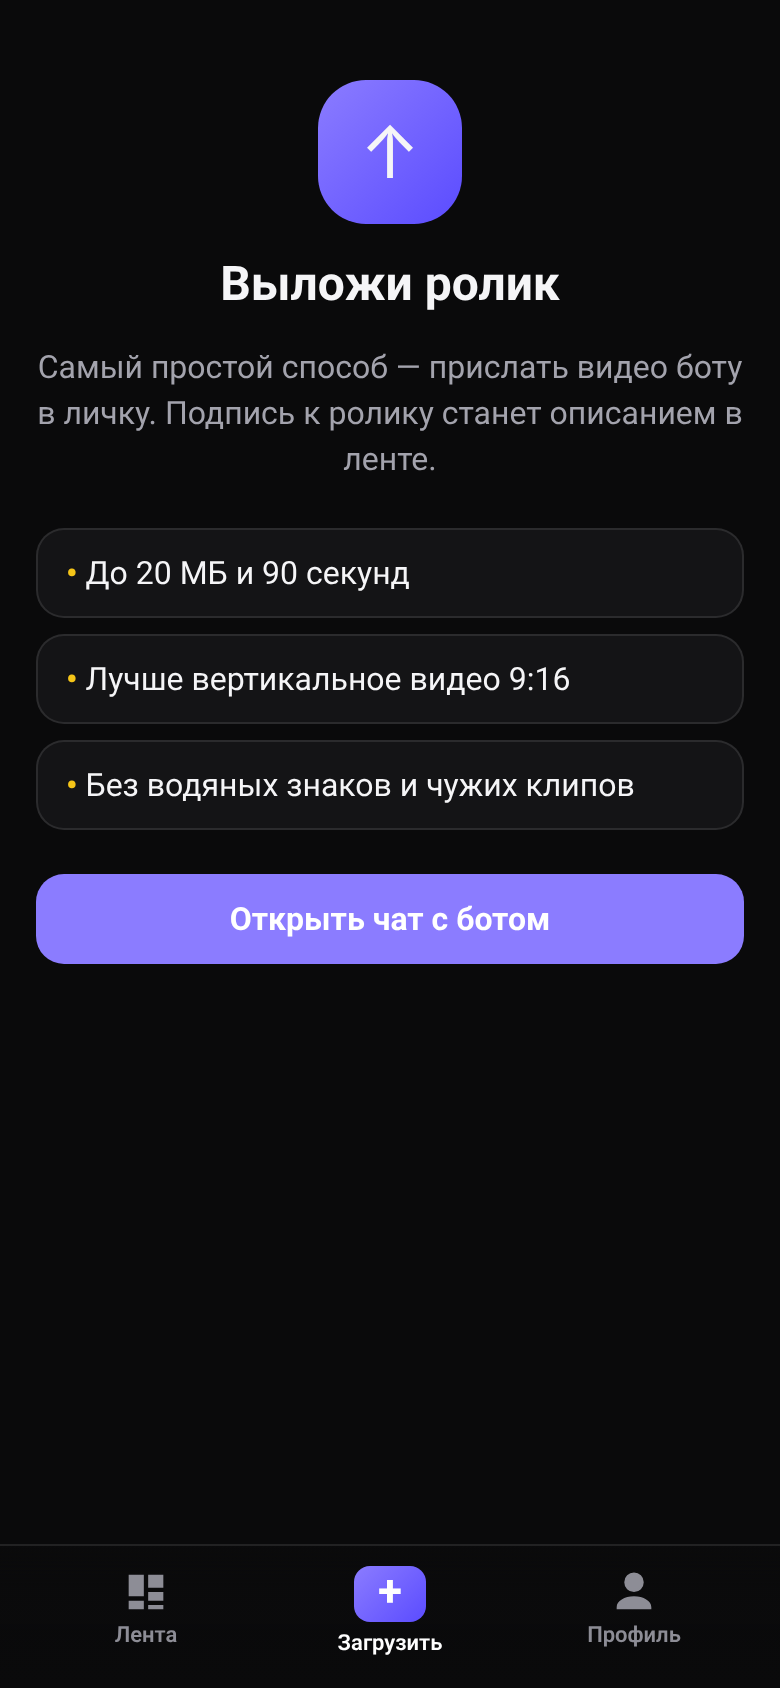 Выложи ролик
Самый простой способ — прислать видео боту
в личку. Подпись к ролику станет описанием в
ленте.
• До 20 МБ и 90 секунд
• Лучше вертикальное видео 9:16
• Без водяных знаков и чужих клипов
Открыть чат с ботом
Лента
Загрузить
Профиль